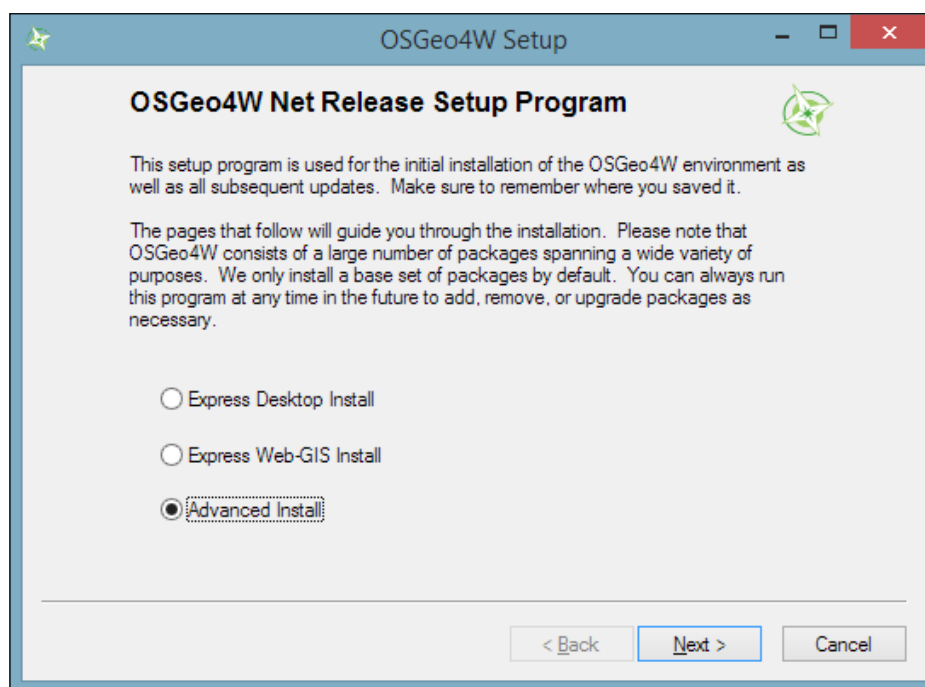 OSGeo4W Setup
OSGeo4W Net Release Setup Program
This setup program is used for the initial installation of the OSGeo4W environment as
well as all subsequent updates.  Make sure to remember where you saved it.
The pages that follow will guide you through the installation.  Please note that
OSGeo4W consists of a large number of packages spanning a wide variety of
purposes.  We only install a base set of packages by default.  You can always run
this program at any time in the future to add, remove, or upgrade packages as
necessary.
Express Desktop Install
Express Web-GIS Install
Advanced Install
< Back
Next >
Cancel